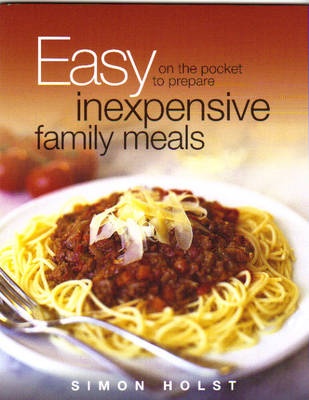 Easy on the pocket
to prepare
inexpensive
family meals
SIMON HOLST